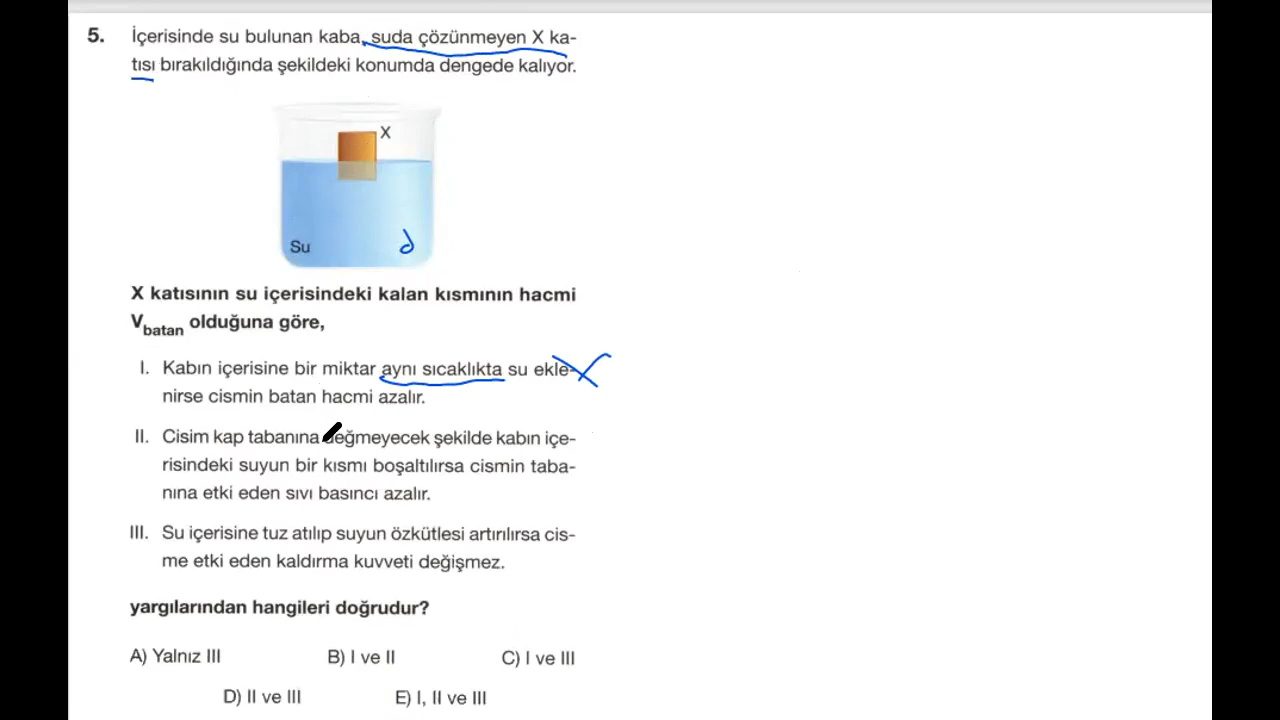 5. İçerisinde su bulunan kaba, suda çözünmeyen X ka-
tısı bırakıldığında şekildeki konumda dengede kalıyor.
X
Su
d
X katısının su içerisindeki kalan kısmının hacmi
Vbatan olduğuna göre,
I. Kabın içerisine bir miktar aynı sıcaklıkta su ekle-
nirse cismin batan hacmi azalır.
II. Cisim kap tabanına değmeyecek şekilde kabın içe-
risindeki suyun bir kısmı boşaltılırsa cismin taba-
nına etki eden sıvı basıncı azalır.
III. Su içerisine tuz atılıp suyun özkütlesi artırılırsa cis-
me etki eden kaldırma kuvveti değişmez.
yargılarından hangileri doğrudur?
A) Yalnız III B) I ve II C) I ve III
D) II ve III E) I, II ve III